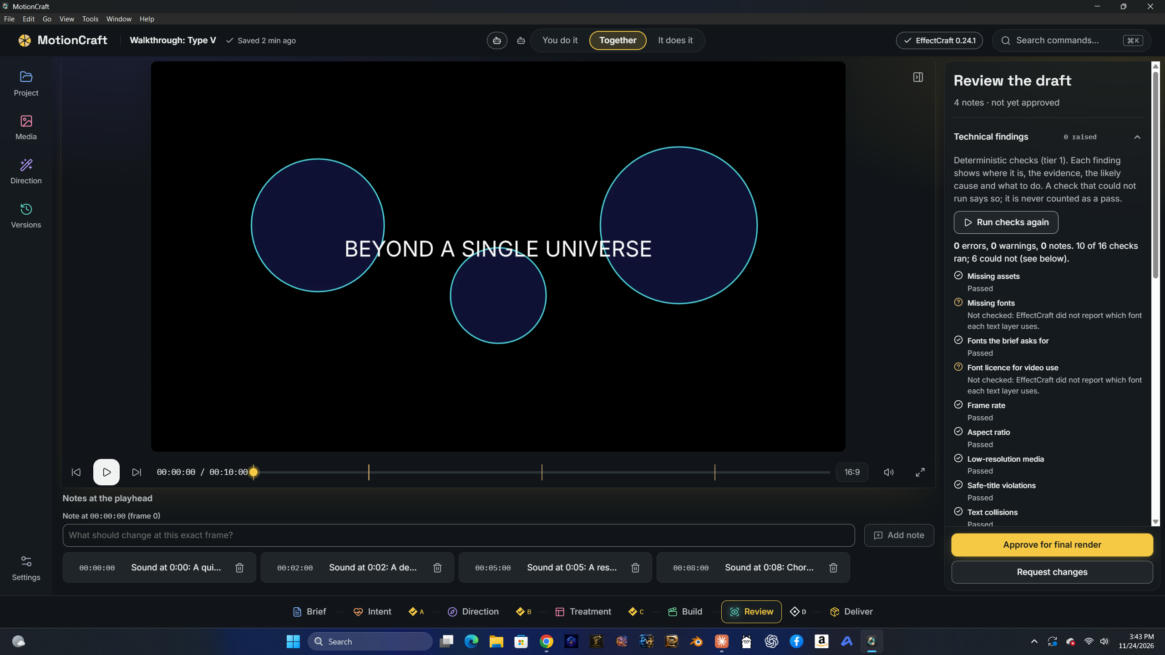 MotionCraft
File Edit Go View Tools Window Help
MotionCraft
Walkthrough: Type V
Saved 2 min ago
You do it
Together
It does it
EffectCraft 0.24.1
Search commands...
⌘K
Project
Media
Direction
Versions
Settings
BEYOND A SINGLE UNIVERSE
00:00:00 / 00:10:00
16:9
Notes at the playhead
Note at 00:00:00 (frame 0)
What should change at this exact frame?
Add note
00:00:00 Sound at 0:00: A qui...
00:02:00 Sound at 0:02: A de...
00:05:00 Sound at 0:05: A res...
00:08:00 Sound at 0:08: Chor...
Review the draft
4 notes · not yet approved
Technical findings
0 raised
Deterministic checks (tier 1). Each finding
shows where it is, the evidence, the likely
cause and what to do. A check that could not
run says so; it is never counted as a pass.
Run checks again
0 errors, 0 warnings, 0 notes. 10 of 16 checks
ran; 6 could not (see below).
Missing assets
Passed
Missing fonts
Not checked: EffectCraft did not report which font
each text layer uses.
Fonts the brief asks for
Passed
Font licence for video use
Not checked: EffectCraft did not report which font
each text layer uses.
Frame rate
Passed
Aspect ratio
Passed
Low-resolution media
Passed
Safe-title violations
Passed
Text collisions
Passed
Approve for final render
Request changes
Brief
Intent
A
Direction
B
Treatment
C
Build
Review
D
Deliver
Search
3:43 PM
11/24/2026